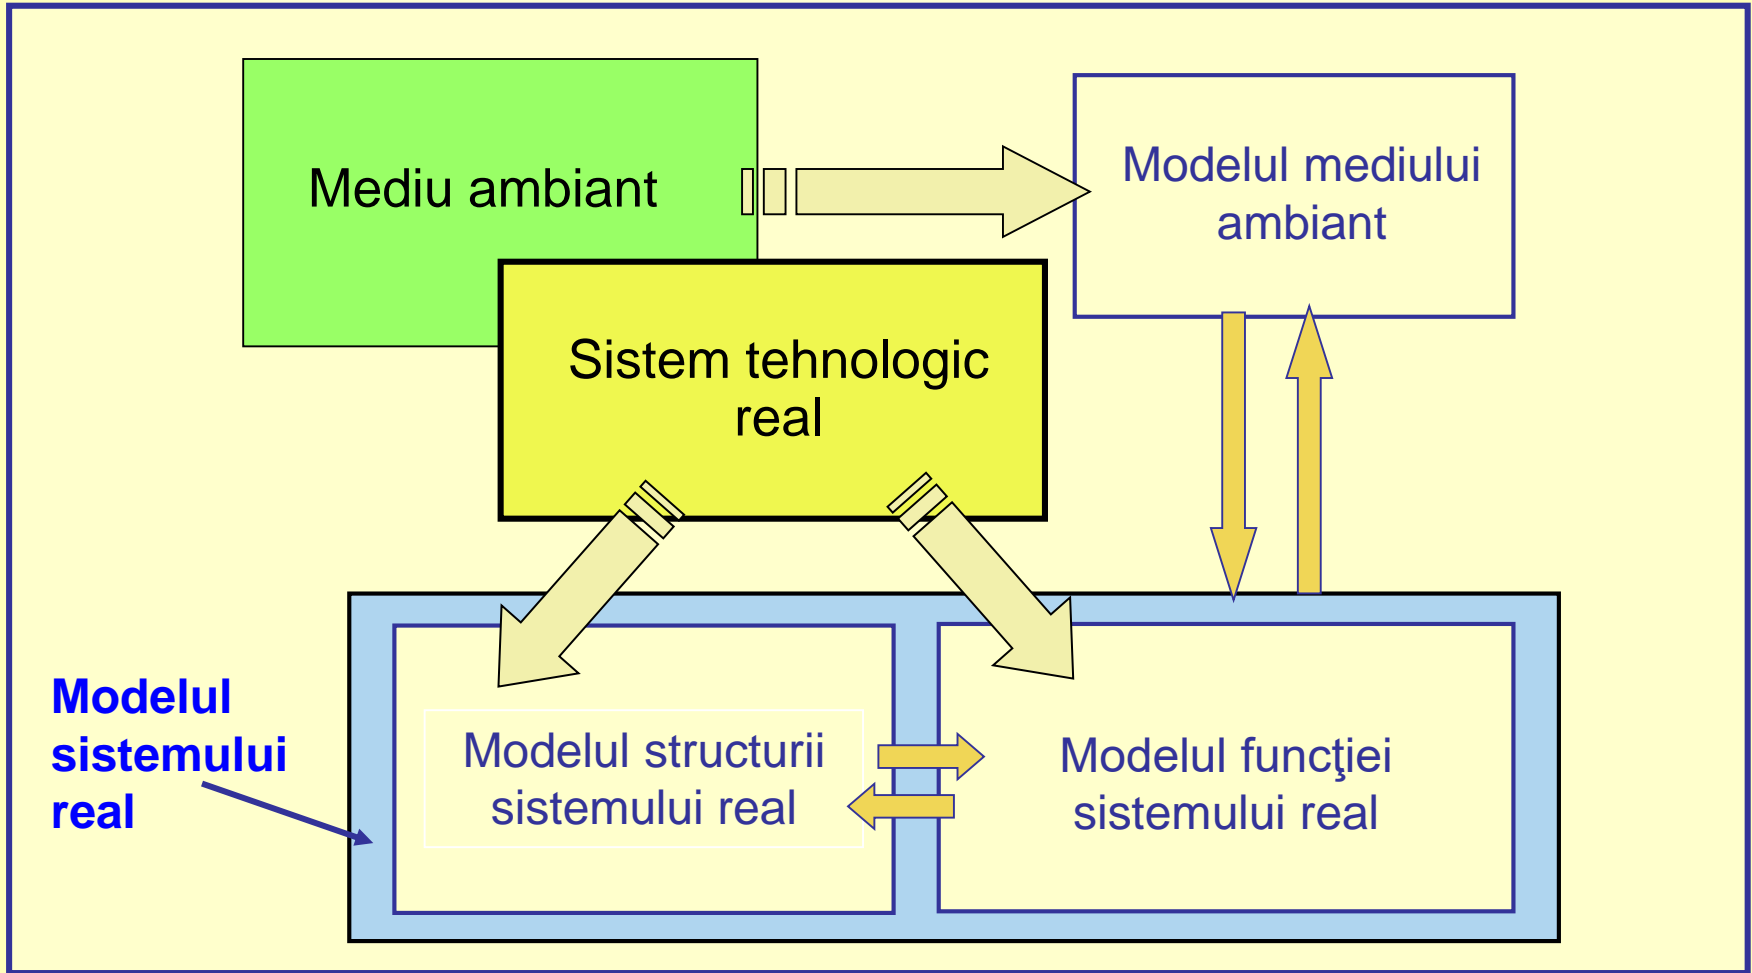 Mediu ambiant
Modelul mediului
ambiant
Sistem tehnologic
real
Modelul
sistemului
real
Modelul structurii
sistemului real
Modelul funcţiei
sistemului real